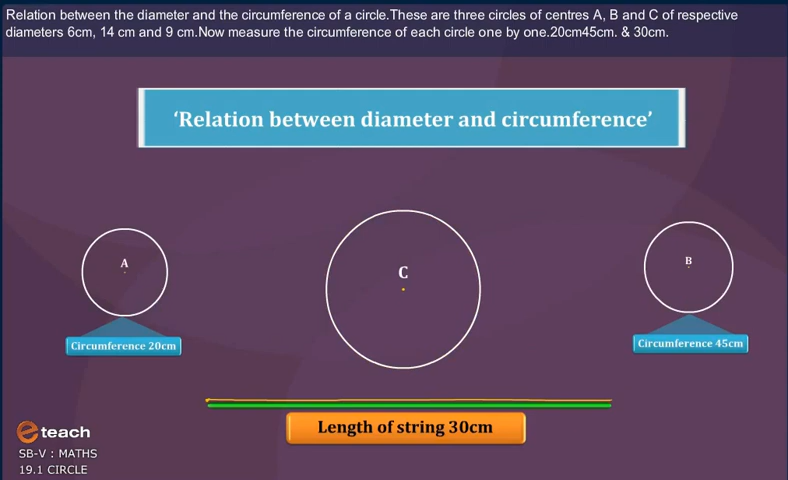 Relation between the diameter and the circumference of a circle.These are three circles of centres A, B and C of respective
diameters 6cm, 14 cm and 9 cm.Now measure the circumference of each circle one by one.20cm45cm. & 30cm.
‘Relation between diameter and circumference’
A
C
B
Circumference 20cm
Circumference 45cm
Length of string 30cm
e teach
SB-V : MATHS
19.1 CIRCLE